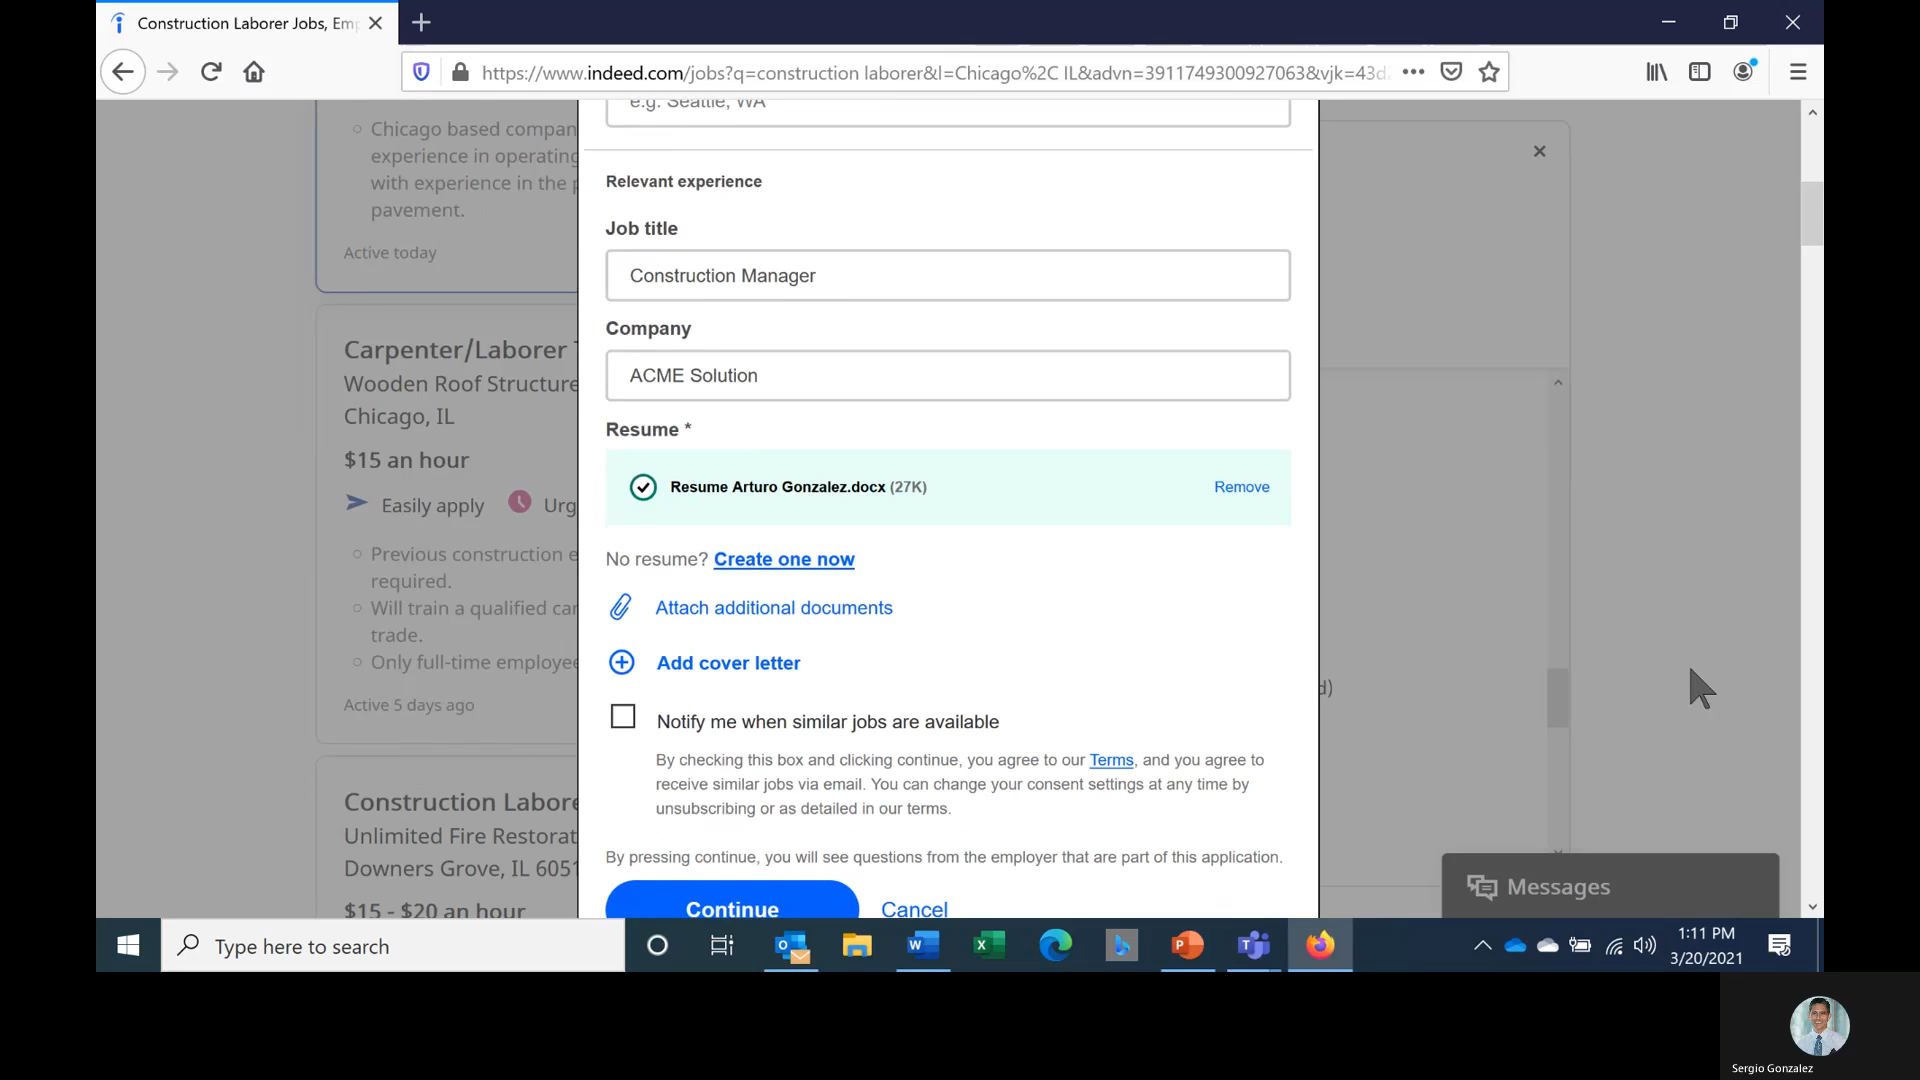 Construction Laborer Jobs, Emp
https://www.indeed.com/jobs?q=construction laborer&l=Chicago%2C IL&advn=3911749300927063&vjk=43d
e.g. Seattle, WA
Chicago based compan
experience in operating
with experience in the p
pavement.
Active today
Carpenter/Laborer
Wooden Roof Structure
Chicago, IL
$15 an hour
Easily apply
Urg
Previous construction e
required.
Will train a qualified car
trade.
Only full-time employee
Active 5 days ago
Construction Labore
Unlimited Fire Restorat
Downers Grove, IL 6051
$15 - $20 an hour
Relevant experience
Job title
Construction Manager
Company
ACME Solution
Resume *
Resume Arturo Gonzalez.docx (27K)
Remove
No resume? Create one now
Attach additional documents
Add cover letter
Notify me when similar jobs are available
By checking this box and clicking continue, you agree to our Terms, and you agree to
receive similar jobs via email. You can change your consent settings at any time by
unsubscribing or as detailed in our terms.
By pressing continue, you will see questions from the employer that are part of this application.
Continue
Cancel
d)
Messages
Type here to search
1:11 PM
3/20/2021
Sergio Gonzalez